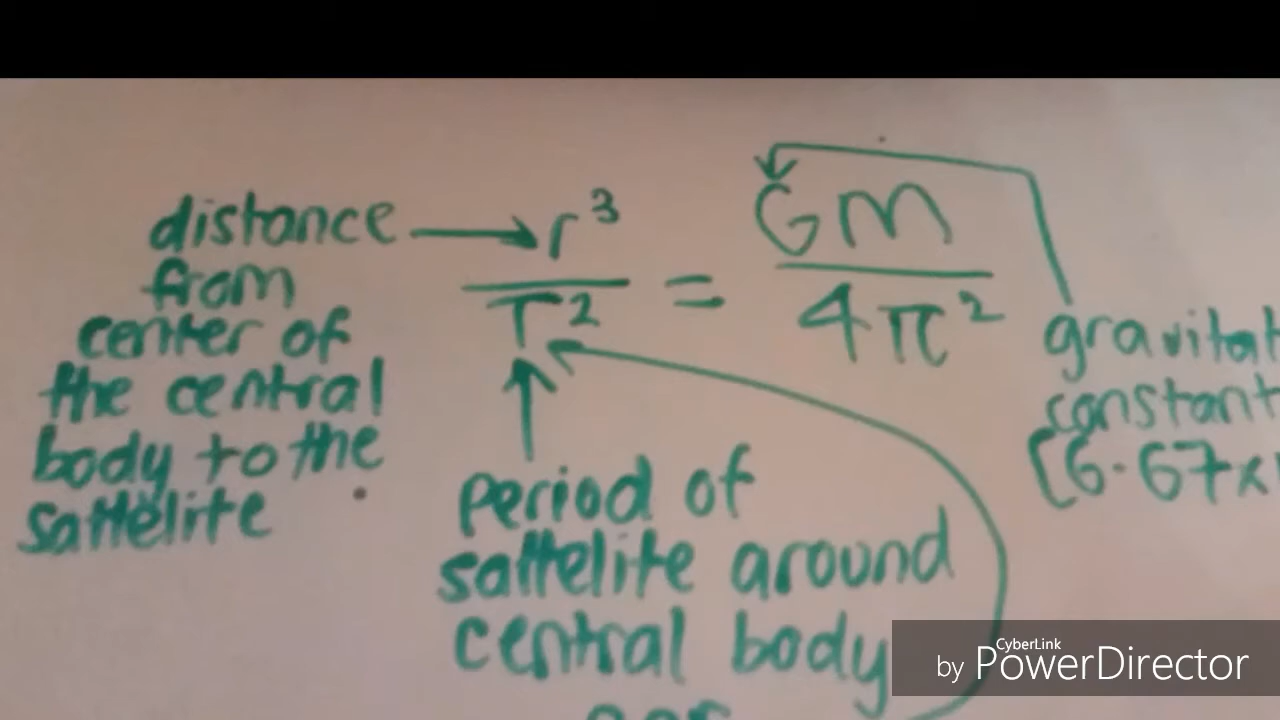 distance
from
center of
the central
body to the
sattelite
r³
T²
=
GM
4π²
gravitat
constant
[6.67x
period of
sattelite around
central body
CyberLink
by PowerDirector